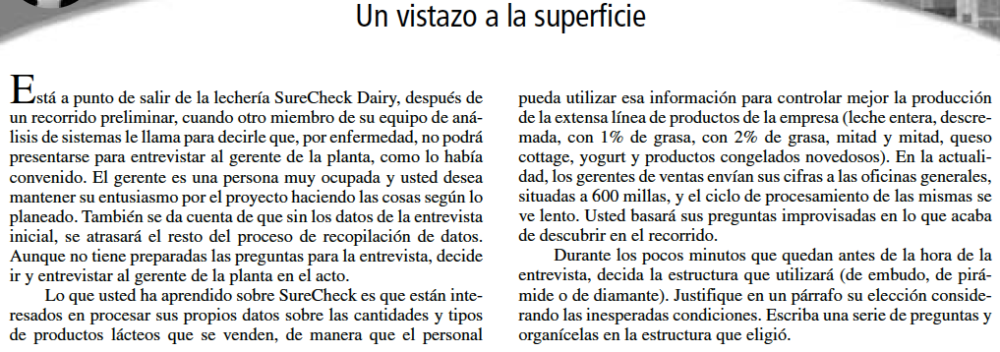 Un vistazo a la superficie
Está a punto de salir de la lechería SureCheck Dairy, después de
un recorrido preliminar, cuando otro miembro de su equipo de aná-
lisis de sistemas le llama para decirle que, por enfermedad, no podrá
presentarse para entrevistar al gerente de la planta, como lo había
convenido. El gerente es una persona muy ocupada y usted desea
mantener su entusiasmo por el proyecto haciendo las cosas según lo
planeado. También se da cuenta de que sin los datos de la entrevista
inicial, se atrasará el resto del proceso de recopilación de datos.
Aunque no tiene preparadas las preguntas para la entrevista, decide
ir y entrevistar al gerente de la planta en el acto.
Lo que usted ha aprendido sobre SureCheck es que están inte-
resados en procesar sus propios datos sobre las cantidades y tipos
de productos lácteos que se venden, de manera que el personal
pueda utilizar esa información para controlar mejor la producción
de la extensa línea de productos de la empresa (leche entera, descre-
mada, con 1% de grasa, con 2% de grasa, mitad y mitad, queso
cottage, yogurt y productos congelados novedosos). En la actuali-
dad, los gerentes de ventas envían sus cifras a las oficinas generales,
situadas a 600 millas, y el ciclo de procesamiento de las mismas se
ve lento. Usted basará sus preguntas improvisadas en lo que acaba
de descubrir en el recorrido.
Durante los pocos minutos que quedan antes de la hora de la
entrevista, decida la estructura que utilizará (de embudo, de pirá-
mide o de diamante). Justifique en un párrafo su elección conside-
rando las inesperadas condiciones. Escriba una serie de preguntas y
organícelas en la estructura que eligió.